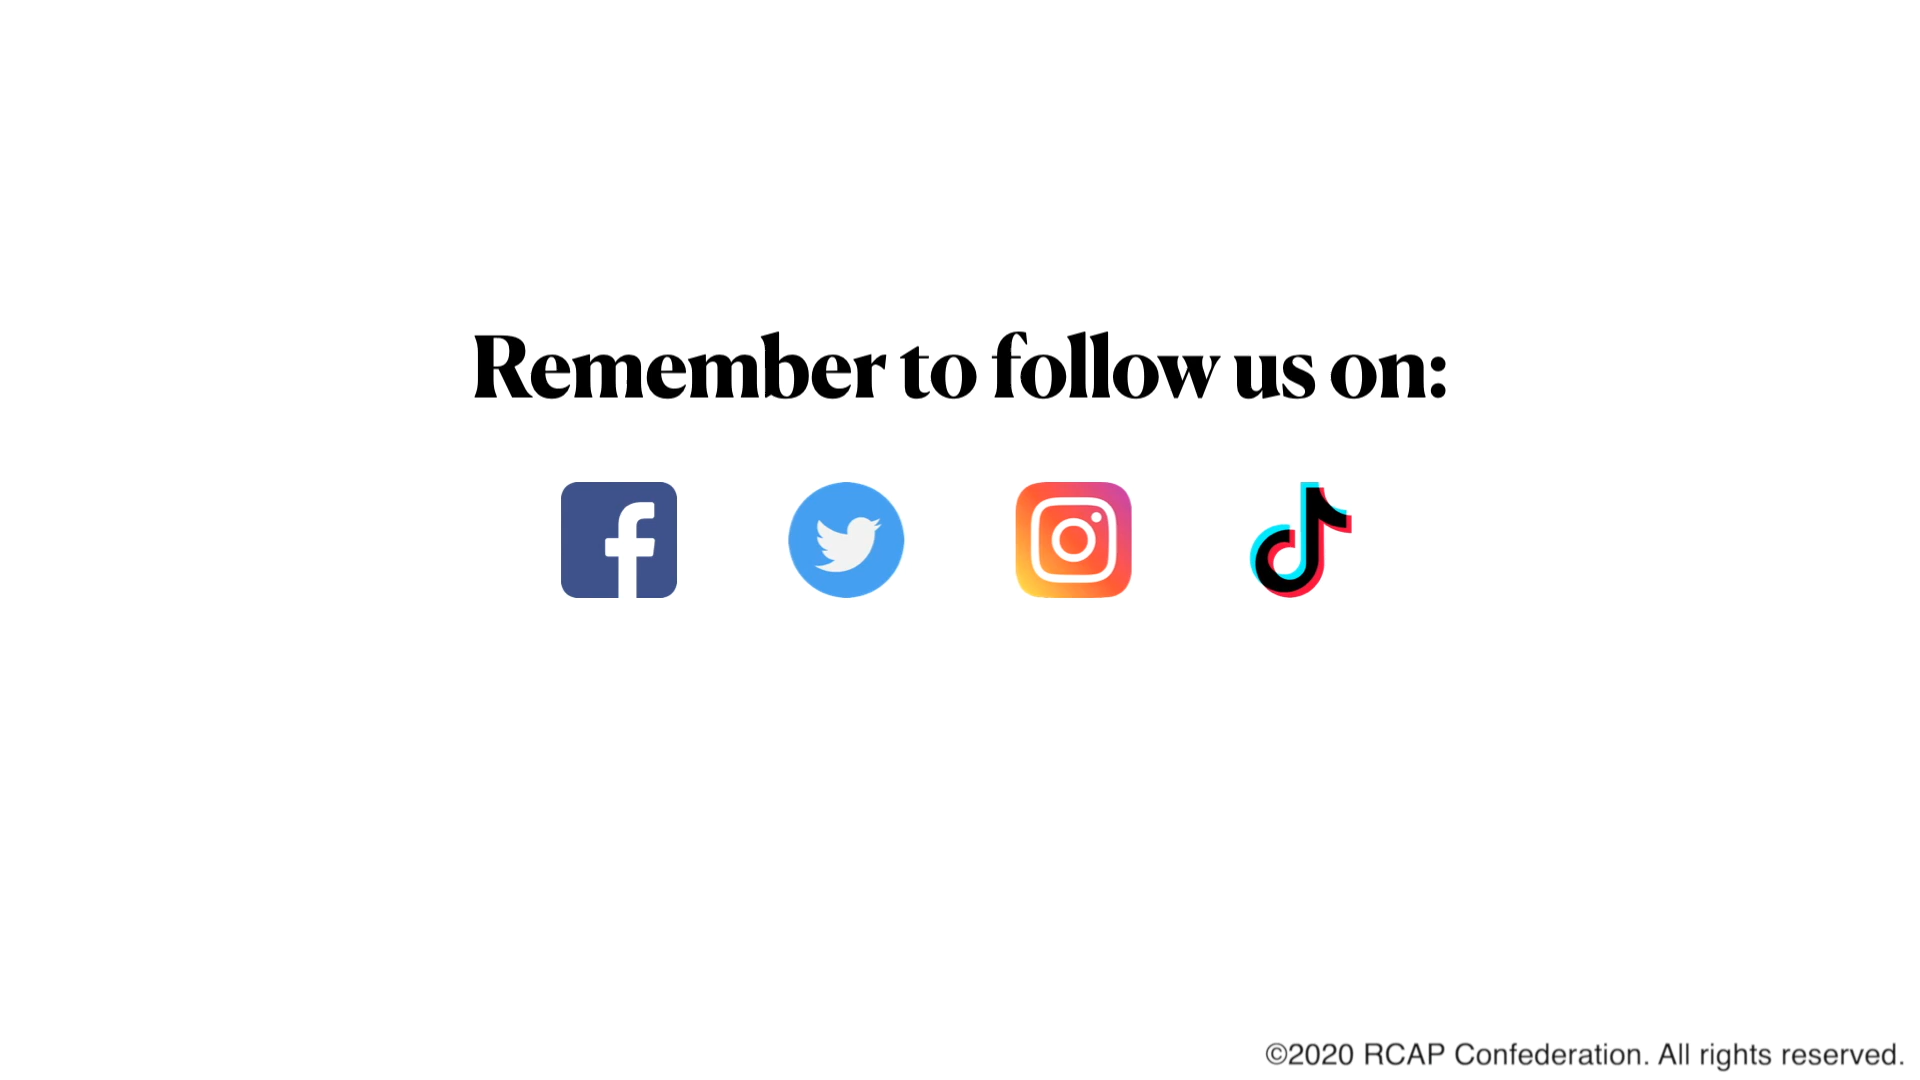 Remember to follow us on:
©2020 RCAP Confederation. All rights reserved.